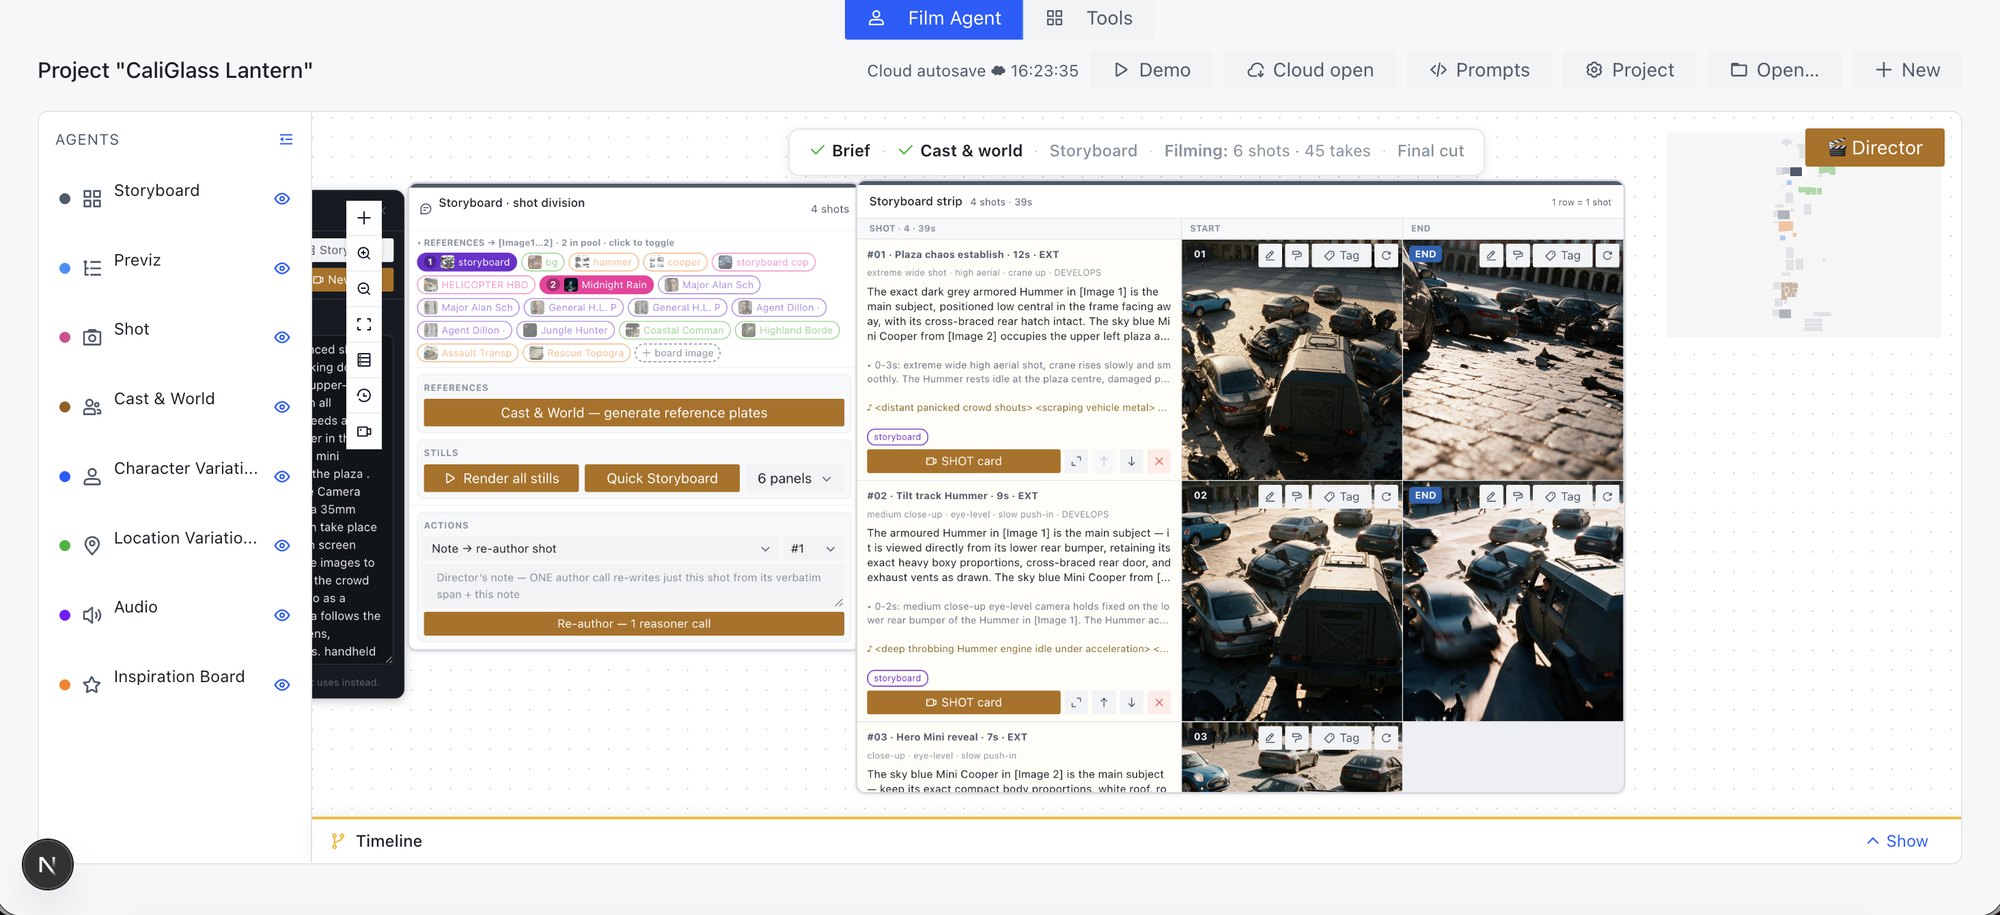 Film Agent
Tools
Project "CaliGlass Lantern"
Cloud autosave 16:23:35
Demo
Cloud open
Prompts
Project
Open...
New
AGENTS
Storyboard
Previz
Shot
Cast & World
Character Variati...
Location Variatio...
Audio
Inspiration Board
Brief · Cast & world · Storyboard · Filming: 6 shots · 45 takes · Final cut
Director
Story
New
uses instead.
Storyboard · shot division
4 shots
REFERENCES → [Image1...2] · 2 in pool · click to toggle
1 storyboard
bg
hammer
cooper
storyboard cop
HELICOPTER HBO
2 Midnight Rain
Major Alan Sch
Major Alan Sch
General H.L. P
General H.L. P
Agent Dillon ·
Agent Dillon ·
Jungle Hunter
Coastal Comman
Highland Borde
Assault Transp
Rescue Topogra
+ board image
REFERENCES
Cast & World — generate reference plates
STILLS
Render all stills
Quick Storyboard
6 panels
ACTIONS
Note → re-author shot
#1
Director's note — ONE author call re-writes just this shot from its verbatim
span + this note
Re-author — 1 reasoner call
Storyboard strip 4 shots · 39s
1 row = 1 shot
SHOT · 4 · 39s
START
END
#01 · Plaza chaos establish · 12s · EXT
extreme wide shot · high aerial · crane up · DEVELOPS
The exact dark grey armored Hummer in [Image 1] is the
main subject, positioned low central in the frame facing aw
ay, with its cross-braced rear hatch intact. The sky blue Mi
ni Cooper from [Image 2] occupies the upper left plaza a...
• 0-3s: extreme wide high aerial shot, crane rises slowly and sm
oothly. The Hummer rests idle at the plaza centre, damaged p...
♪ <distant panicked crowd shouts> <scraping vehicle metal> ...
storyboard
SHOT card
01
Tag
END
Tag
#02 · Tilt track Hummer · 9s · EXT
medium close-up · eye-level · slow push-in · DEVELOPS
The armoured Hummer in [Image 1] is the main subject — i
t is viewed directly from its lower rear bumper, retaining its
exact heavy boxy proportions, cross-braced rear door, and
exhaust vents as drawn. The sky blue Mini Cooper from [...
• 0-2s: medium close-up eye-level camera holds fixed on the lo
wer rear bumper of the Hummer in [Image 1]. The Hummer ac...
♪ <deep throbbing Hummer engine idle under acceleration> <...
storyboard
SHOT card
02
Tag
END
Tag
#03 · Hero Mini reveal · 7s · EXT
close-up · eye-level · slow push-in
The sky blue Mini Cooper in [Image 2] is the main subject
— keep its exact compact body proportions, white roof, ro
03
Tag
Timeline
Show
N